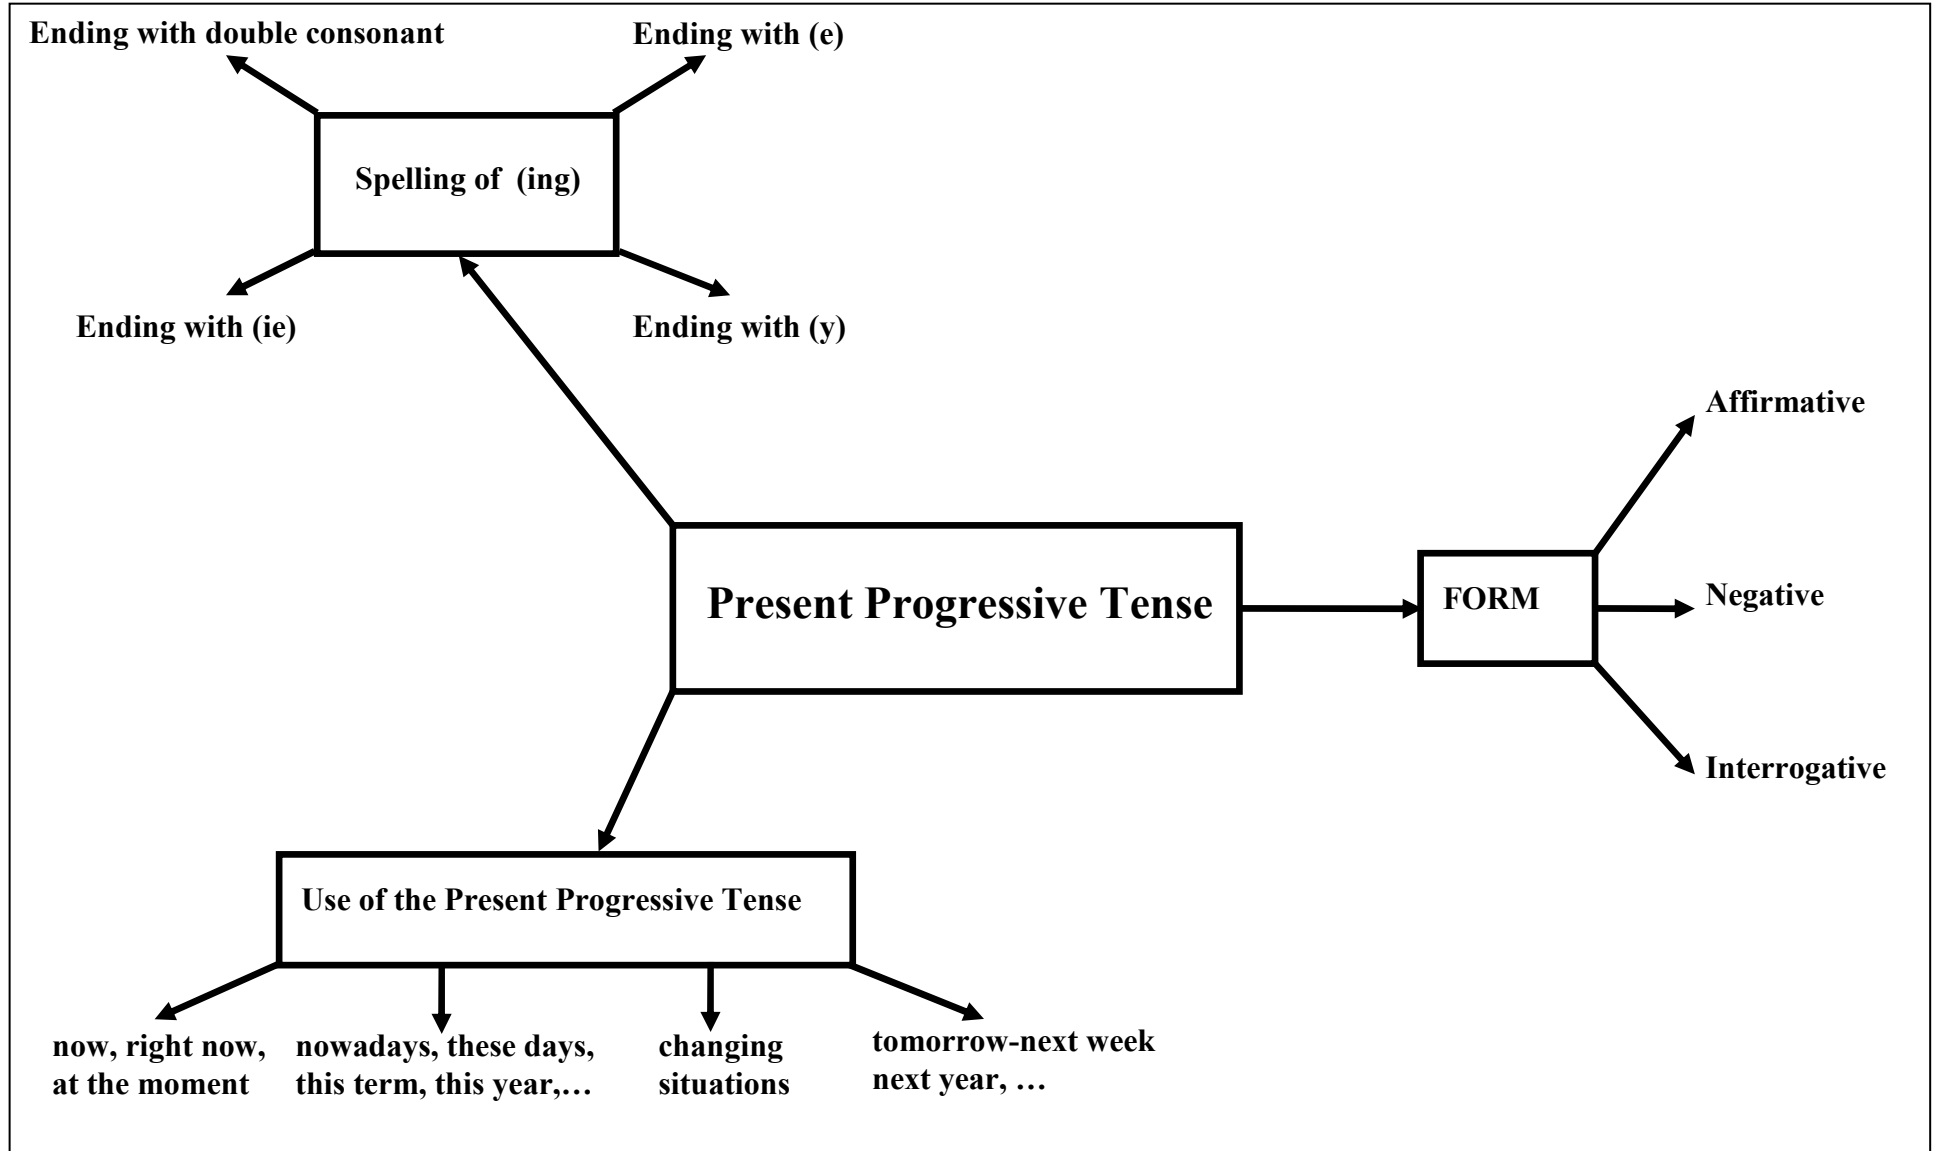 Ending with double consonant
Ending with (e)
Spelling of (ing)
Ending with (ie)
Ending with (y)
Affirmative
Present Progressive Tense
FORM
Negative
Interrogative
Use of the Present Progressive Tense
now, right now,
at the moment
nowadays, these days,
this term, this year,…
changing
situations
tomorrow-next week
next year, …